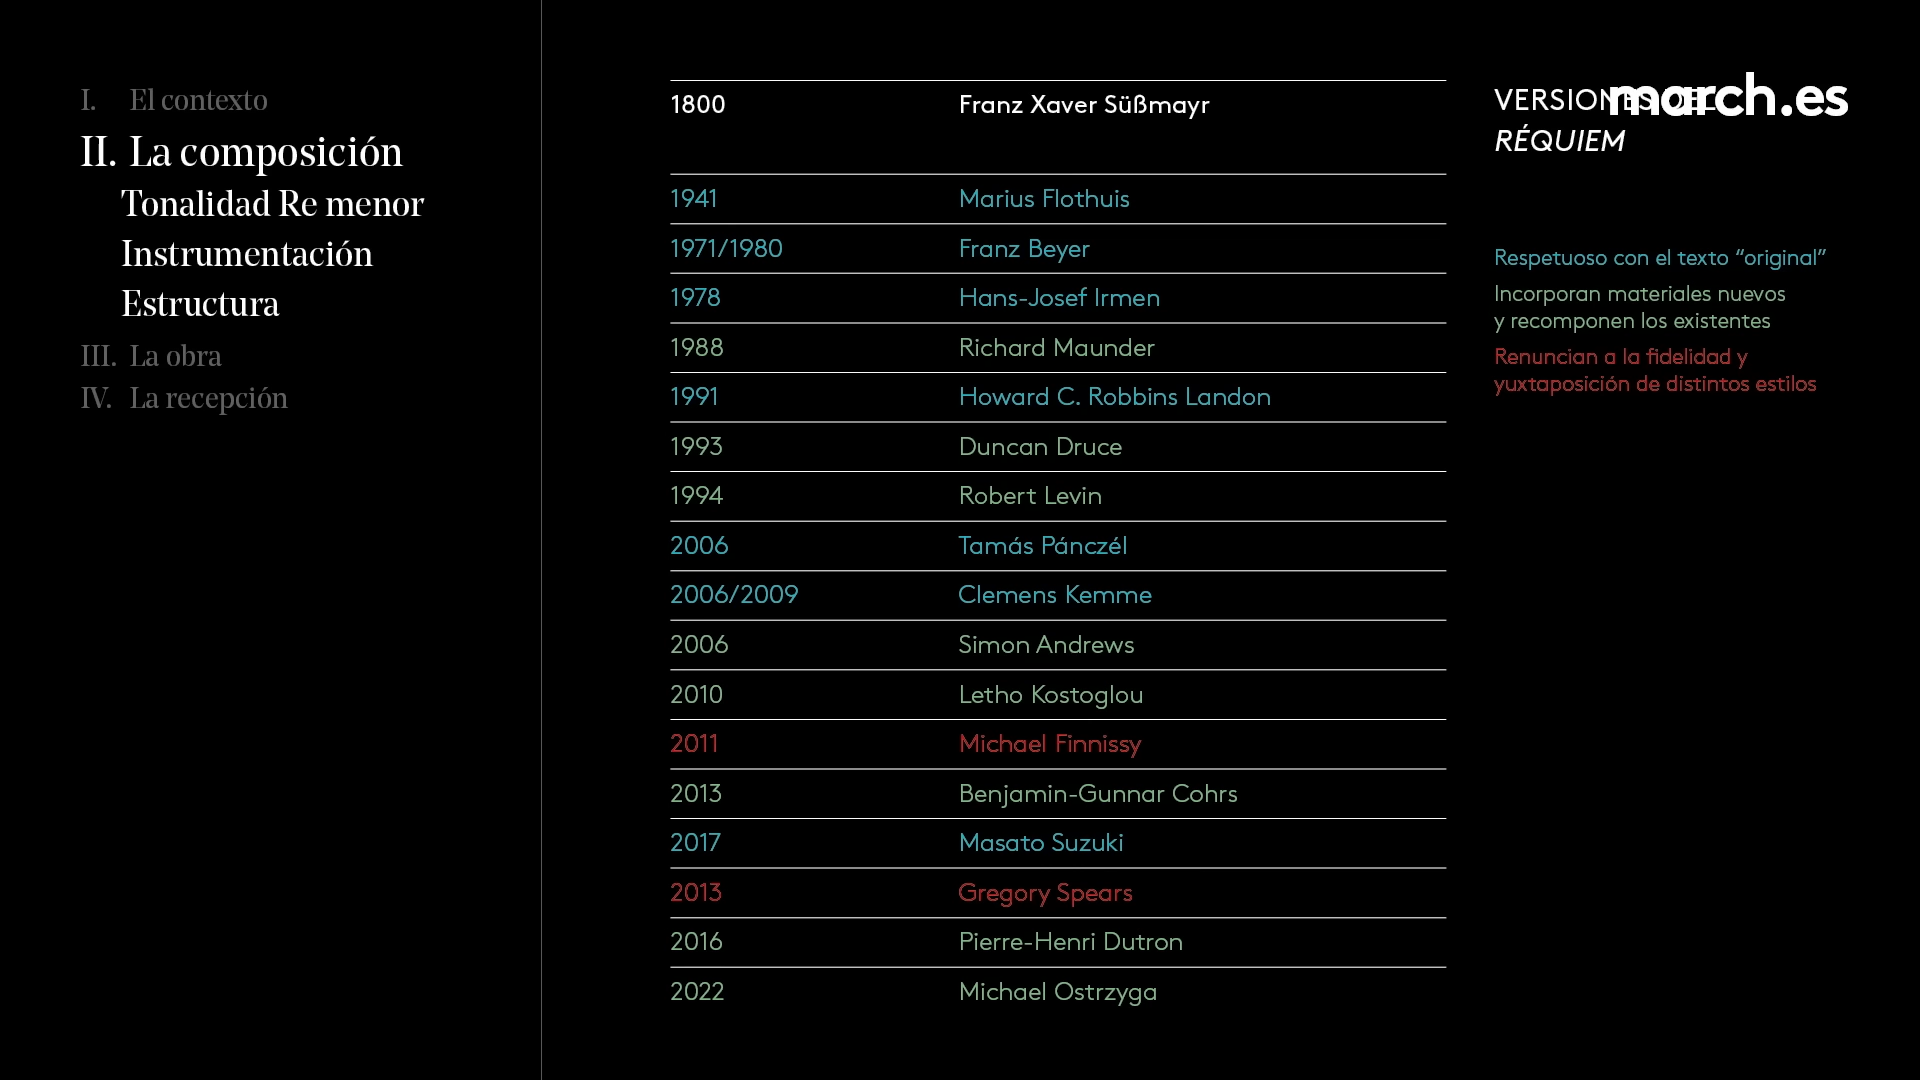 I. El contexto
II. La composición
Tonalidad Re menor
Instrumentación
Estructura
III. La obra
IV. La recepción
1800 Franz Xaver Süßmayr
1941 Marius Flothuis
1971/1980 Franz Beyer
1978 Hans-Josef Irmen
1988 Richard Maunder
1991 Howard C. Robbins Landon
1993 Duncan Druce
1994 Robert Levin
2006 Tamás Pánczél
2006/2009 Clemens Kemme
2006 Simon Andrews
2010 Letho Kostoglou
2011 Michael Finnissy
2013 Benjamin-Gunnar Cohrs
2017 Masato Suzuki
2013 Gregory Spears
2016 Pierre-Henri Dutron
2022 Michael Ostrzyga
VERSIONES DEL
RÉQUIEM
march.es
Respetuoso con el texto “original”
Incorporan materiales nuevos
y recomponen los existentes
Renuncian a la fidelidad y
yuxtaposición de distintos estilos